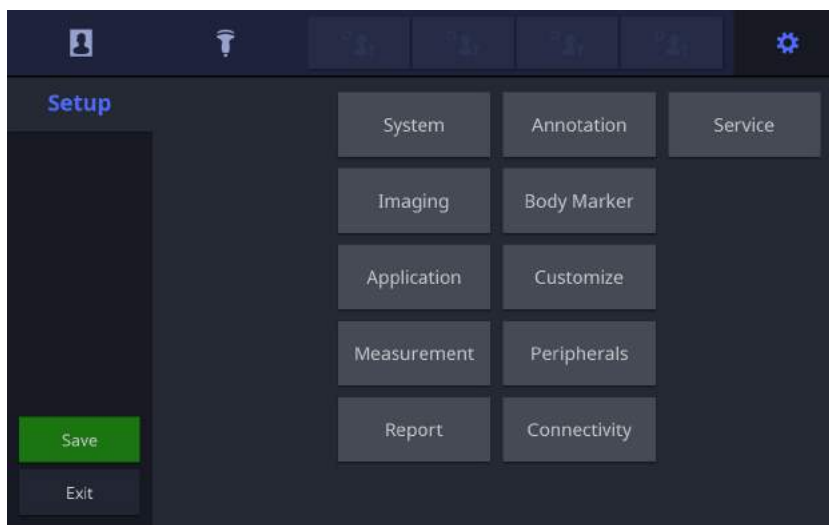 Setup
System
Annotation
Service
Imaging
Body Marker
Application
Customize
Measurement
Peripherals
Report
Connectivity
Save
Exit